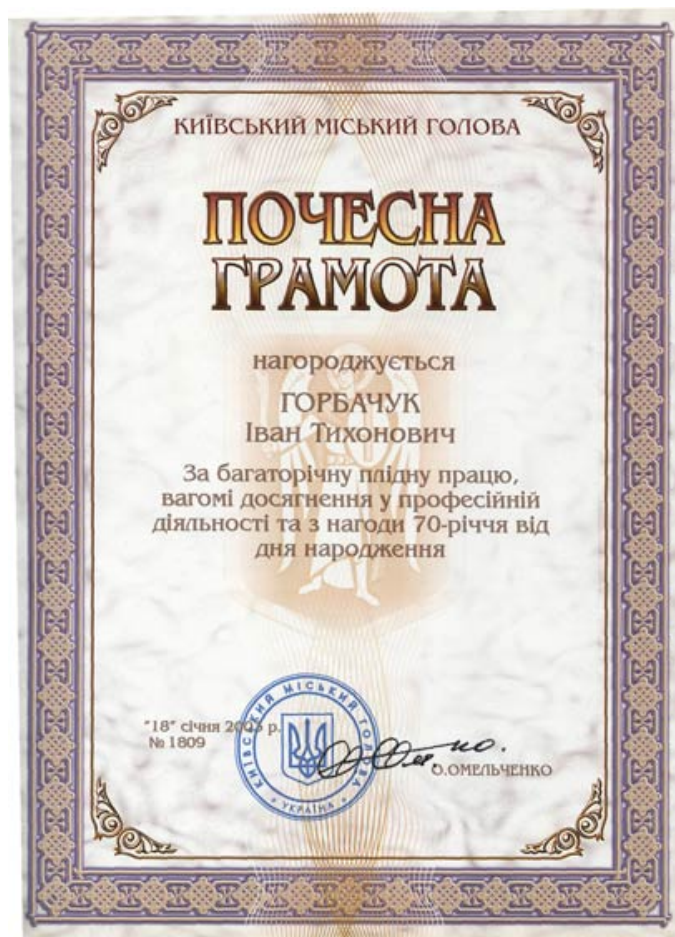 КИЇВСЬКИЙ МІСЬКИЙ ГОЛОВА
ПОЧЕСНА
ГРАМОТА
нагороджується
ГОРБАЧУК
Іван Тихонович
За багаторічну плідну працю,
вагомі досягнення у професійній
діяльності та з нагоди 70-річчя від
дня народження
"18" січня р.
№ 1809
КИЇВСЬКИЙ МІСЬКИЙ ГОЛОВА
УКРАЇНА
О.ОМЕЛЬЧЕНКО